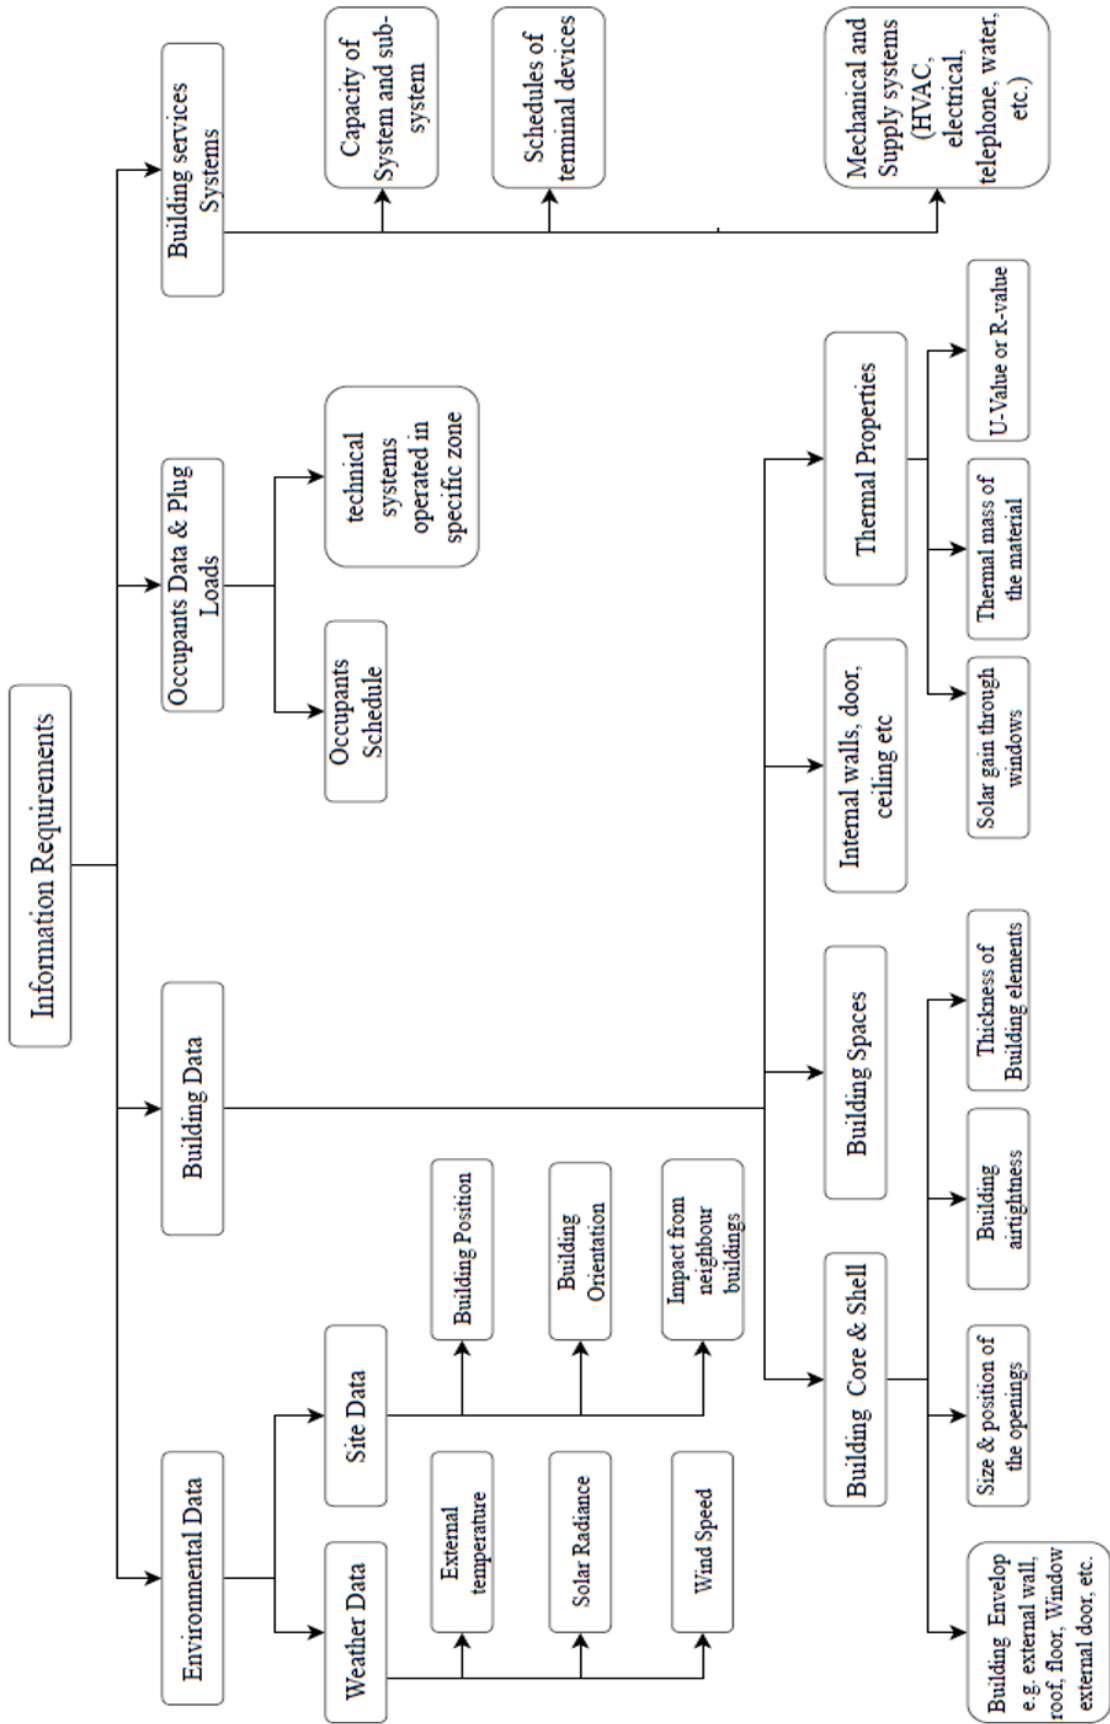 Information Requirements
Environmental Data
Building Data
Occupants Data & Plug
Loads
Building services
Systems
Weather Data
Site Data
Occupants
Schedule
technical
systems
operated in
specific zone
Capacity of
System and sub-
system
External
temperature
Building Position
Schedules of
terminal devices
Solar Radiance
Building
Orientation
Wind Speed
Impact from
neighbour
buildings
Building Core & Shell
Building Spaces
Internal walls, door,
ceiling etc
Thermal Properties
Mechanical and
Supply systems
(HVAC,
electrical,
telephone, water,
etc.)
Building Envelop
e.g. external wall,
roof, floor, Window
external door, etc.
Size & position of
the openings
Building
airtightness
Thickness of
Building elements
Solar gain through
windows
Thermal mass of
the material
U-Value or R-value